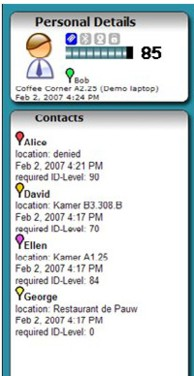 Personal Details
85
Bob
Coffee Corner A2.25 (Demo laptop)
Feb 2, 2007 4:24 PM
Contacts
Alice
location: denied
Feb 2, 2007 4:21 PM
required ID-Level: 90
David
location: Kamer B3.308.B
Feb 2, 2007 4:17 PM
required ID-Level: 70
Ellen
location: Kamer A1.25
Feb 2, 2007 4:17 PM
required ID-Level: 84
George
location: Restaurant de Pauw
Feb 2, 2007 4:17 PM
required ID-Level: 0